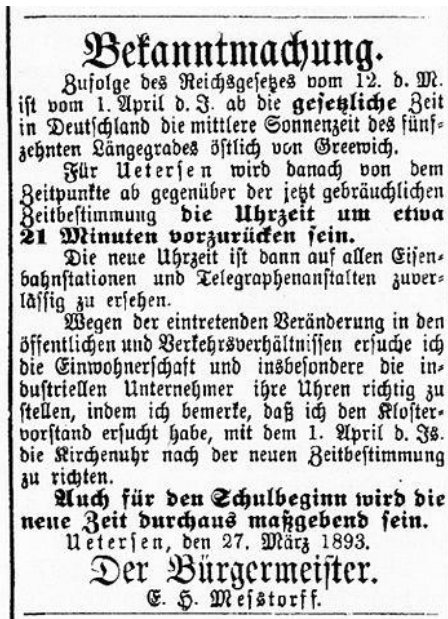 Bekanntmachung.
Zufolge des Reichsgesetzes vom 12. d. M.
ist vom 1. April d. J. ab die gesetzliche Zeit
in Deutschland die mittlere Sonnenzeit des fünf-
zehnten Längegrades östlich von Greewich.
Für Uetersen wird danach von dem
Zeitpunkte ab gegenüber der jetzt gebräuchlichen
Zeitbestimmung die Uhrzeit um etwa
21 Minuten vorzurücken sein.
Die neue Uhrzeit ist dann auf allen Eisen-
bahnstationen und Telegraphenanstalten zuver-
lässig zu ersehen.
Wegen der eintretenden Veränderung in den
öffentlichen und Verkehrsverhältnissen ersuche ich
die Einwohnerschaft und insbesondere die in-
dustriellen Unternehmer ihre Uhren richtig zu
stellen, indem ich bemerke, daß ich den Kloster-
vorstand ersucht habe, mit dem 1. April d. Js.
die Kirchenuhr nach der neuen Zeitbestimmung
zu richten.
Auch für den Schulbeginn wird die
neue Zeit durchaus maßgebend sein.
Uetersen, den 27. März 1893.
Der Bürgermeister.
E. H. Messtorff.